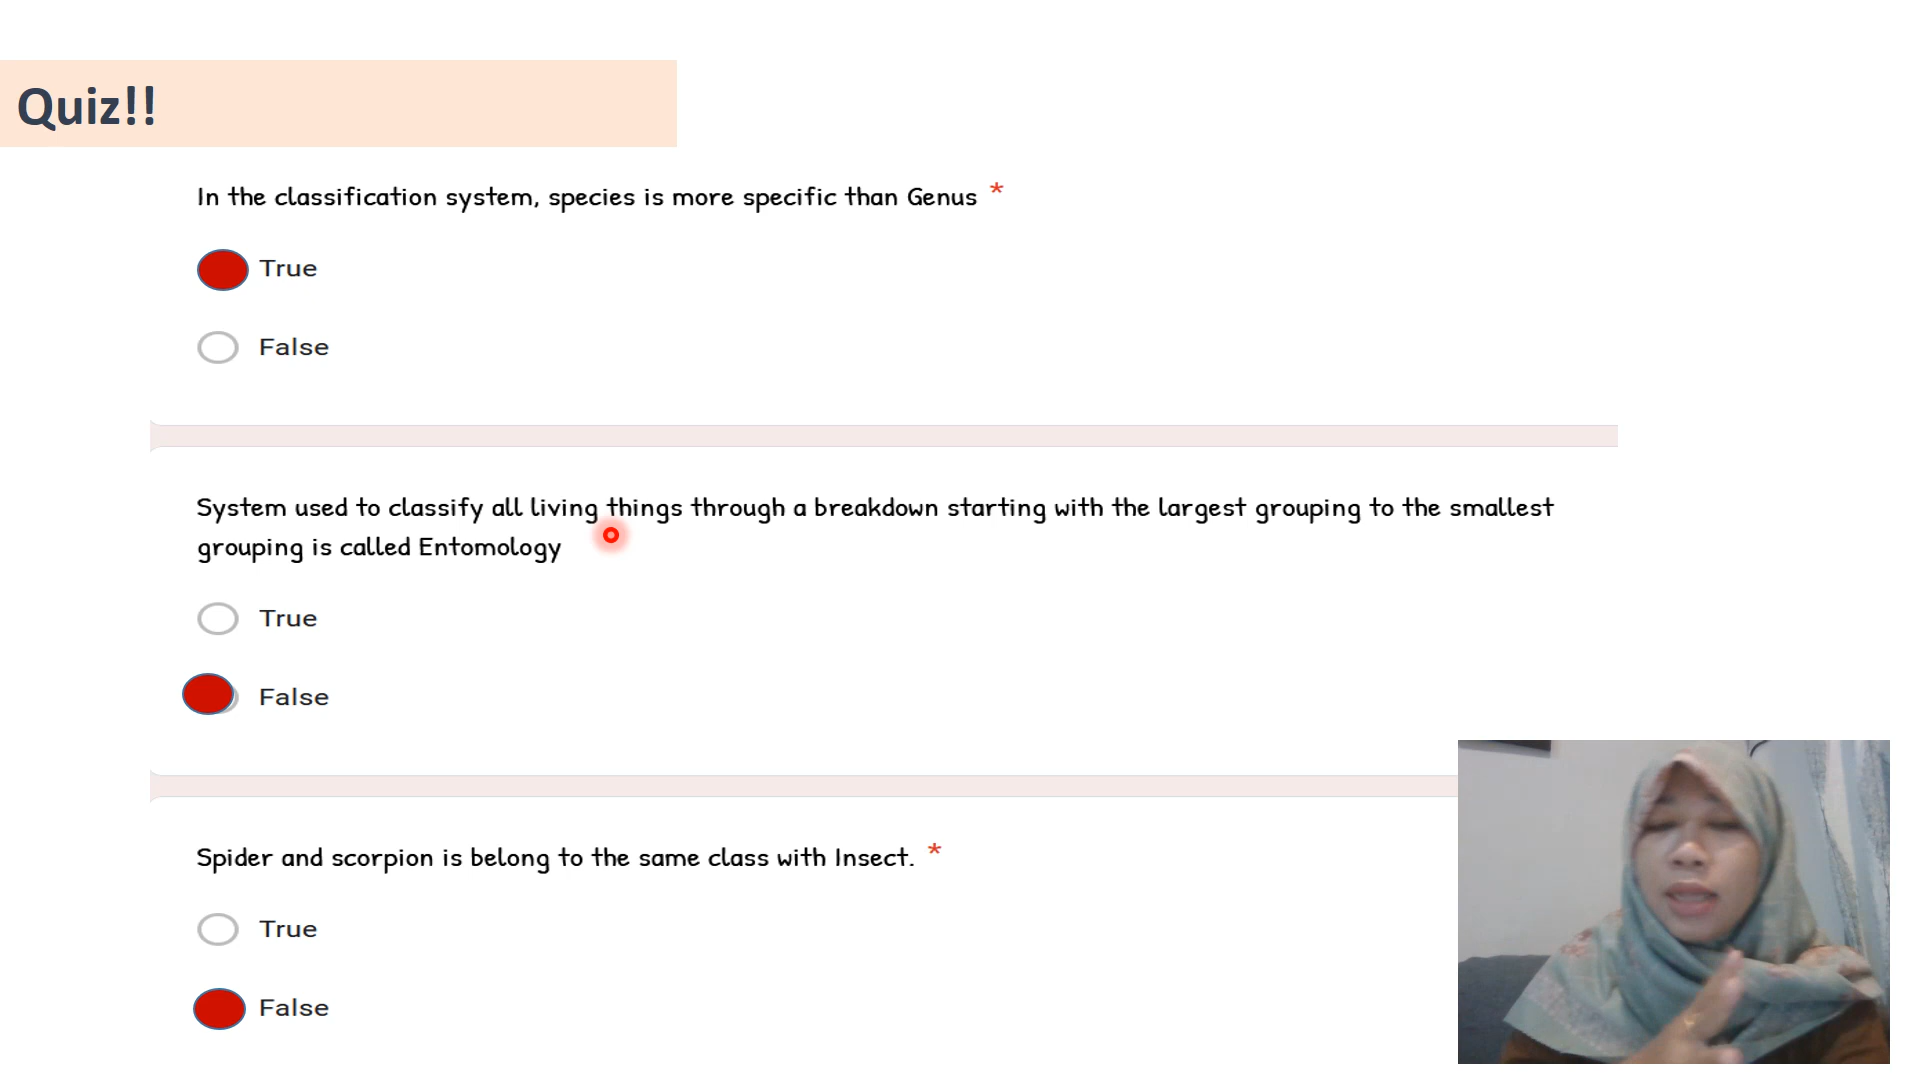 Quiz!!
In the classification system, species is more specific than Genus *
True
False
System used to classify all living things through a breakdown starting with the largest grouping to the smallest
grouping is called Entomology
True
False
Spider and scorpion is belong to the same class with Insect. *
True
False